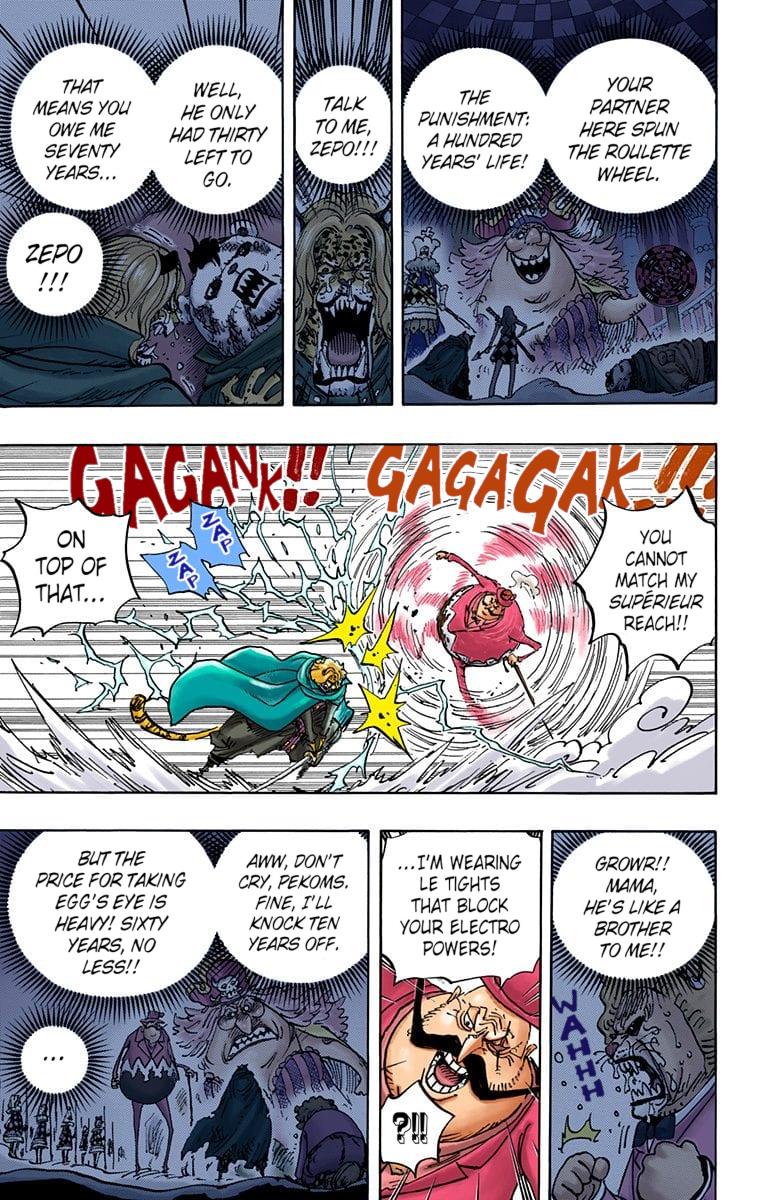 YOUR
PARTNER
HERE SPUN
THE ROULETTE
WHEEL.
THE
PUNISHMENT:
A HUNDRED
YEARS' LIFE!
TALK
TO ME,
ZEPO!!!
WELL,
HE ONLY
HAD THIRTY
LEFT TO
GO.
THAT
MEANS YOU
OWE ME
SEVENTY
YEARS...
ZEPO
!!!
GAGAGAK!!!
YOU
CANNOT
MATCH MY
SUPÉRIEUR
REACH!!
GAGANK!!
ZAP
ZAP
ON
TOP OF
THAT...
GROWR!!
MAMA,
HE'S LIKE A
BROTHER
TO ME!!
WAHHH
...I'M WEARING
LE TIGHTS
THAT BLOCK
YOUR ELECTRO
POWERS!
?!!
AWW, DON'T
CRY, PEKOMS.
FINE, I'LL
KNOCK TEN
YEARS OFF.
BUT THE
PRICE FOR TAKING
EGG'S EYE IS
HEAVY! SIXTY
YEARS, NO
LESS!!
...